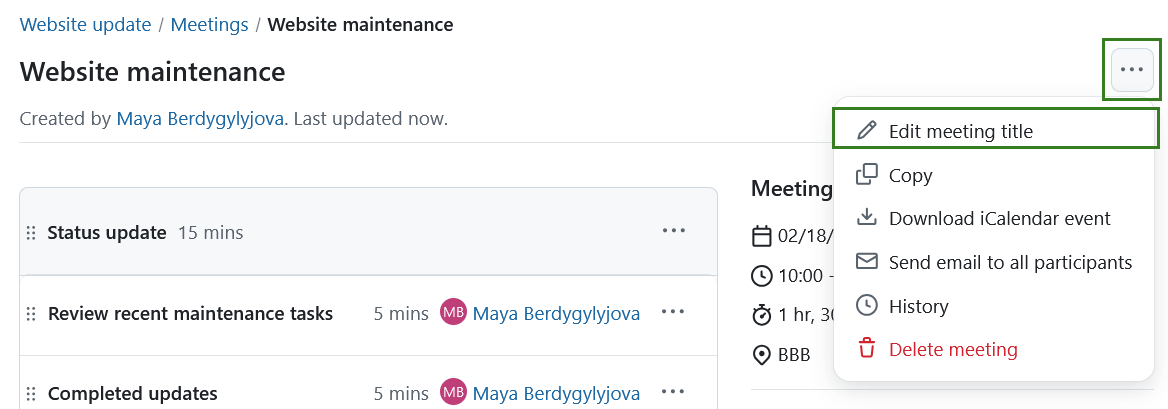 Website update / Meetings / Website maintenance
Website maintenance
Created by Maya Berdygylyjova. Last updated now.
Status update 15 mins
Review recent maintenance tasks 5 mins MB Maya Berdygylyjova
Completed updates 5 mins MB Maya Berdygylyjova
Meeting
02/18/
10:00 -
1 hr, 30
BBB
Edit meeting title
Copy
Download iCalendar event
Send email to all participants
History
Delete meeting